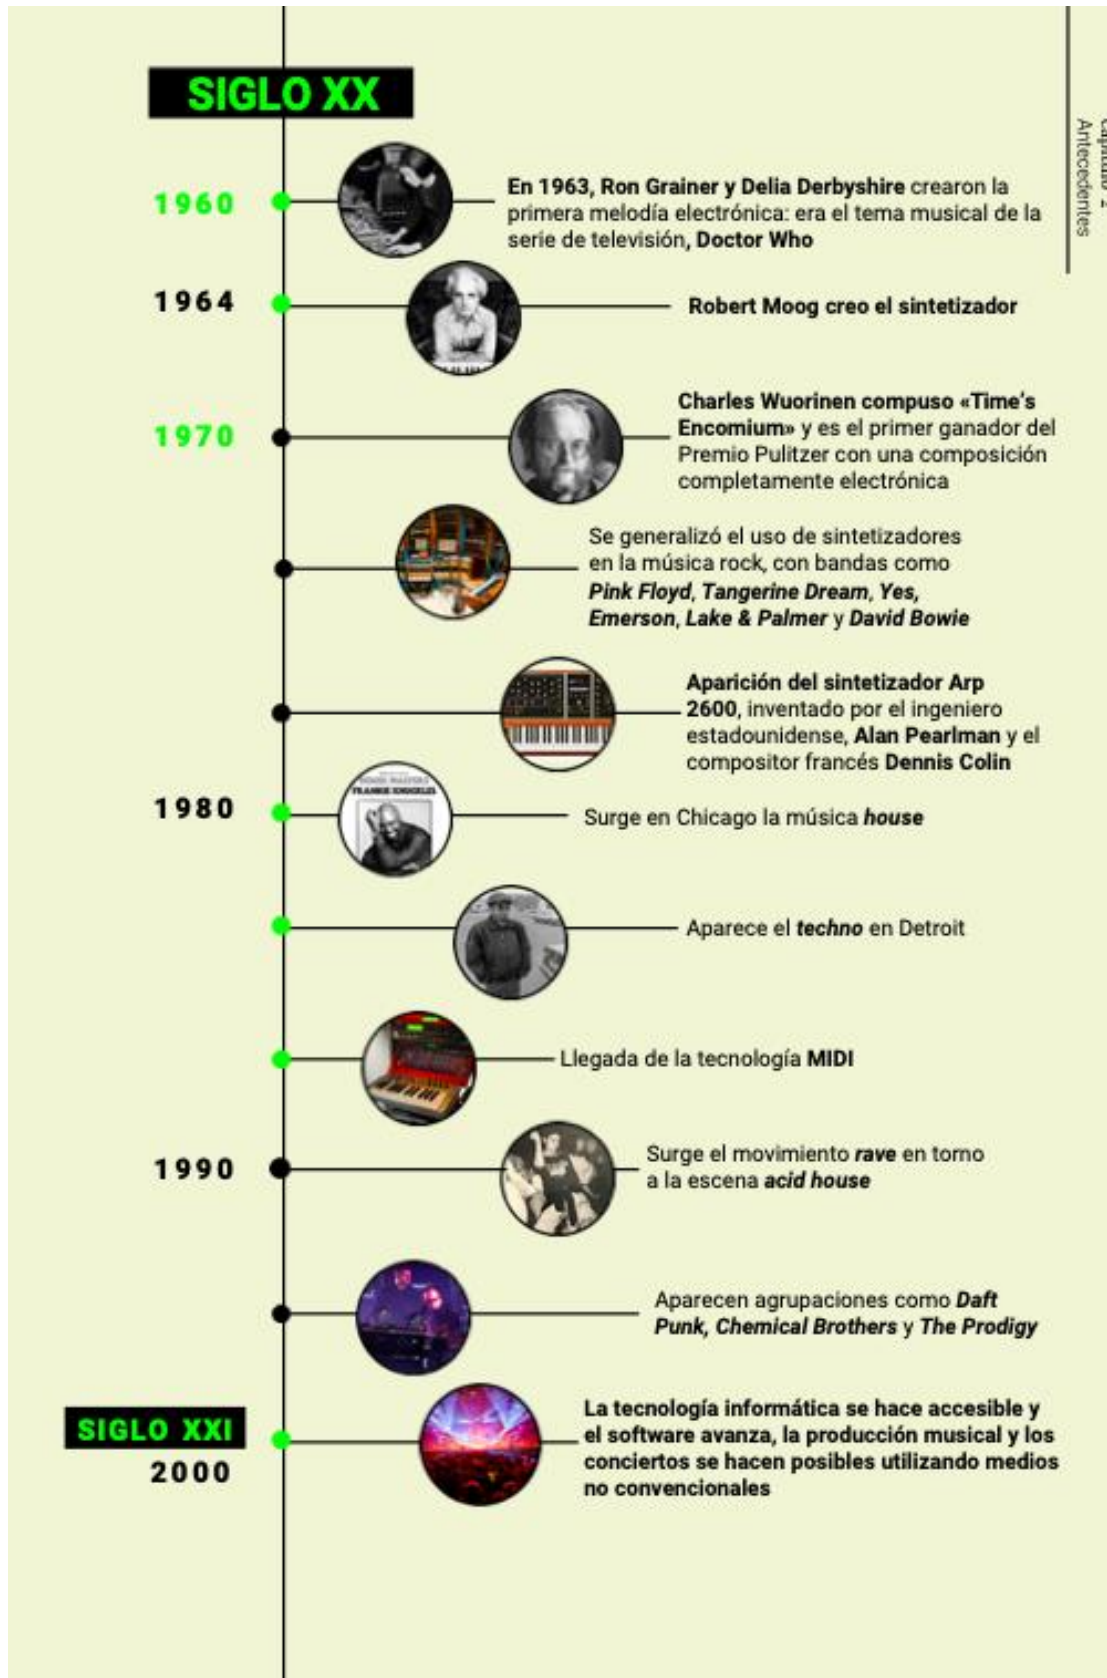 Capítulo 2
Antecedentes
SIGLO XX
1960
En 1963, Ron Grainer y Delia Derbyshire crearon la
primera melodía electrónica: era el tema musical de la
serie de televisión, Doctor Who
1964
Robert Moog creo el sintetizador
1970
Charles Wuorinen compuso «Time's
Encomium» y es el primer ganador del
Premio Pulitzer con una composición
completamente electrónica
Se generalizó el uso de sintetizadores
en la música rock, con bandas como
Pink Floyd, Tangerine Dream, Yes,
Emerson, Lake & Palmer y David Bowie
Aparición del sintetizador Arp
2600, inventado por el ingeniero
estadounidense, Alan Pearlman y el
compositor francés Dennis Colin
1980
FRANKIE KNUCKLES
Surge en Chicago la música house
Aparece el techno en Detroit
Llegada de la tecnología MIDI
1990
Surge el movimiento rave en torno
a la escena acid house
Aparecen agrupaciones como Daft
Punk, Chemical Brothers y The Prodigy
SIGLO XXI
2000
La tecnología informática se hace accesible y
el software avanza, la producción musical y los
conciertos se hacen posibles utilizando medios
no convencionales